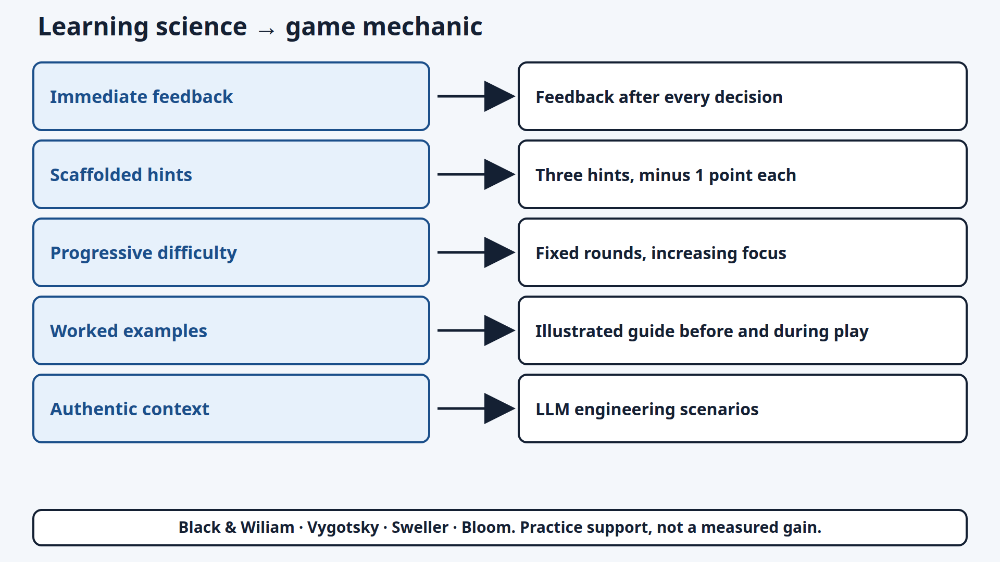 Learning science → game mechanic
Immediate feedback
Feedback after every decision
Scaffolded hints
Three hints, minus 1 point each
Progressive difficulty
Fixed rounds, increasing focus
Worked examples
Illustrated guide before and during play
Authentic context
LLM engineering scenarios
Black & Wiliam · Vygotsky · Sweller · Bloom. Practice support, not a measured gain.